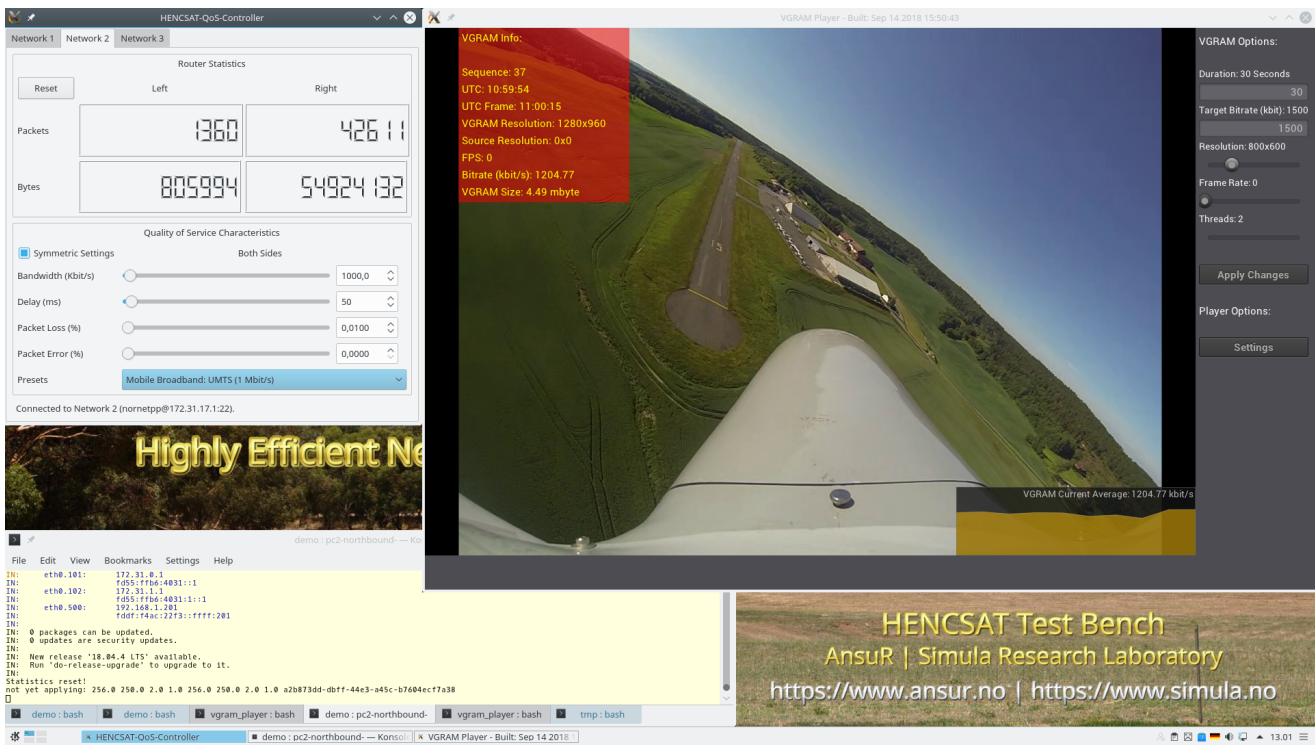 HENCSAT-QoS-Controller
Network 1 Network 2 Network 3
Router Statistics
Reset Left Right
Packets 1360 42611
Bytes 805994 54924132
Quality of Service Characteristics
Symmetric Settings Both Sides
Bandwidth (Kbit/s) 1000,0
Delay (ms) 50
Packet Loss (%) 0,0100
Packet Error (%) 0,0000
Presets Mobile Broadband: UMTS (1 Mbit/s)
Connected to Network 2 (nornetpp@172.31.17.1:22).
VGRAM Player - Built: Sep 14 2018 15:50:43
VGRAM Info:
Sequence: 37
UTC: 10:59:54
UTC Frame: 11:00:15
VGRAM Resolution: 1280x960
Source Resolution: 0x0
FPS: 0
Bitrate (kbit/s): 1204.77
VGRAM Size: 4.49 mbyte
15
VGRAM Current Average: 1204.77 kbit/s
VGRAM Options:
Duration: 30 Seconds
30
Target Bitrate (kbit): 1500
1500
Resolution: 800x600
Frame Rate: 0
Threads: 2
Apply Changes
Player Options:
Settings
Highly Efficient Ne
demo : pc2-northbound- — Ko
File Edit View Bookmarks Settings Help
IN: eth0.101: 172.31.0.1
IN: fd55:ffb6:4031::1
IN: eth0.102: 172.31.1.1
IN: fd55:ffb6:4031:1::1
IN: eth0.500: 192.168.1.201
IN: fddf:f4ac:22f3::ffff:201
IN:
IN: 0 packages can be updated.
IN: 0 updates are security updates.
IN:
IN: New release '18.04.4 LTS' available.
IN: Run 'do-release-upgrade' to upgrade to it.
IN:
Statistics reset!
not yet applying: 256.0 250.0 2.0 1.0 256.0 250.0 2.0 1.0 a2b873dd-dbff-44e3-a45c-b7604ecf7a38
demo : bash demo : bash vgram_player : bash demo : pc2-northbound- vgram_player : bash tmp : bash
HENCSAT Test Bench
AnsuR | Simula Research Laboratory
https://www.ansur.no | https://www.simula.no
HENCSAT-QoS-Controller demo : pc2-northbound- — Konsol VGRAM Player - Built: Sep 14 2018 13.01